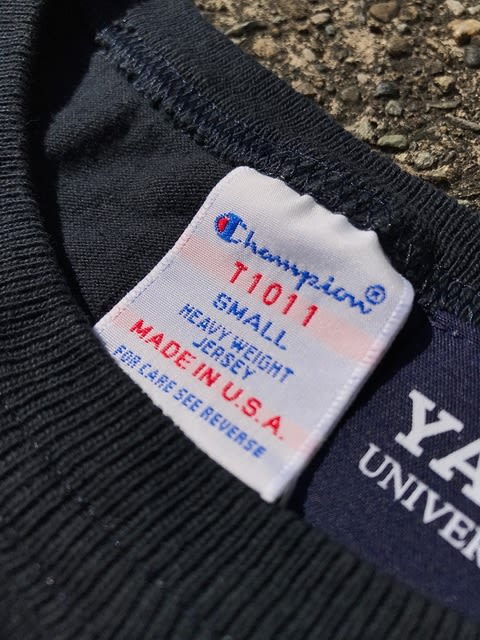 Champion®
T1011
SMALL
HEAVY WEIGHT
JERSEY
MADE IN U.S.A.
FOR CARE SEE REVERSE
YA
UNIVER